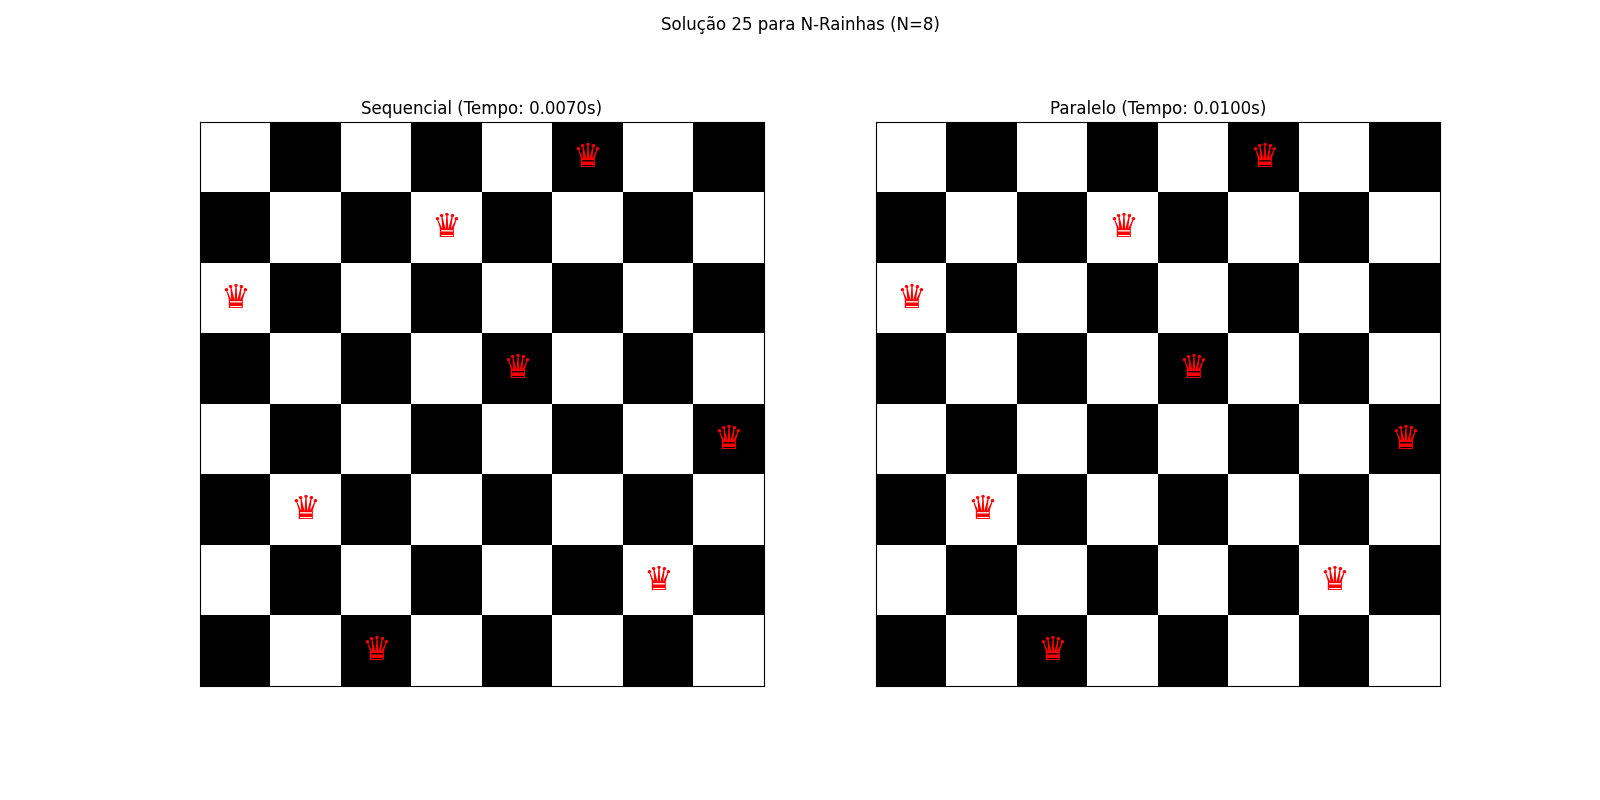 Solução 25 para N-Rainhas (N=8)
Sequencial (Tempo: 0.0070s)
Paralelo (Tempo: 0.0100s)